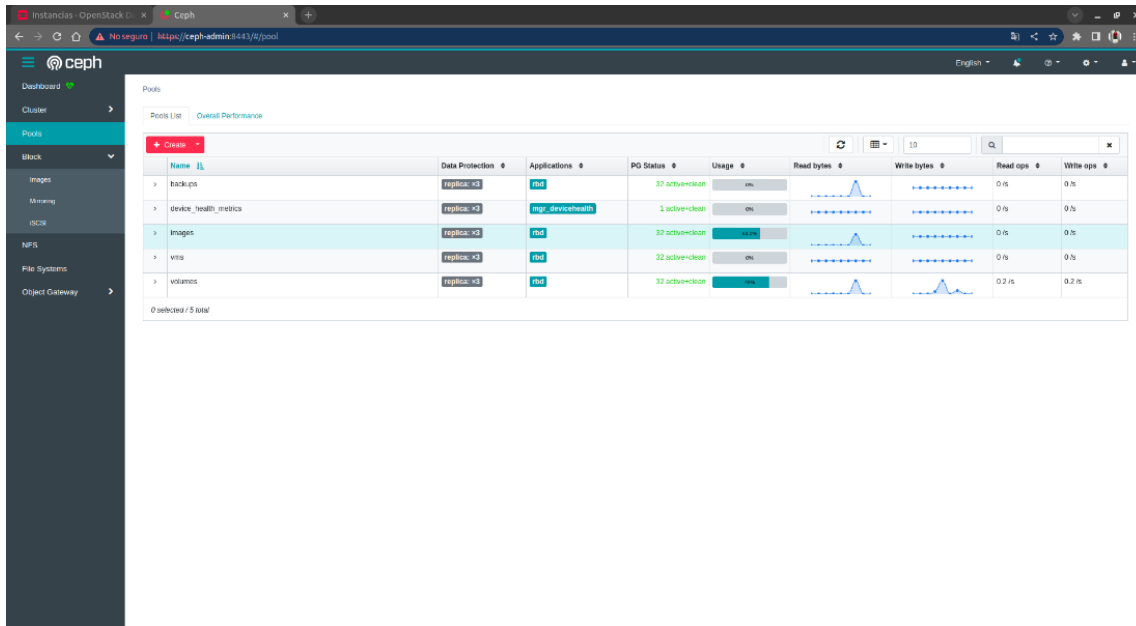 Instancias - OpenStack D
Ceph
No seguro | https://ceph-admin:8443/#/pool
ceph
English
Dashboard
Cluster
Pools
Block
Images
Mirroring
iSCSI
NFS
File Systems
Object Gateway
Pools
Pools List Overall Performance
+ Create 10
Name Data Protection Applications PG Status Usage Read bytes Write bytes Read ops Write ops
backups replica: ×3 rbd 32 active+clean 0% 0 /s 0 /s
device_health_metrics replica: ×3 mgr_devicehealth 1 active+clean 0% 0 /s 0 /s
images replica: ×3 rbd 32 active+clean 0 /s 0 /s
vms replica: ×3 rbd 32 active+clean 0% 0 /s 0 /s
volumes replica: ×3 rbd 32 active+clean 0.2 /s 0.2 /s
0 selected / 5 total